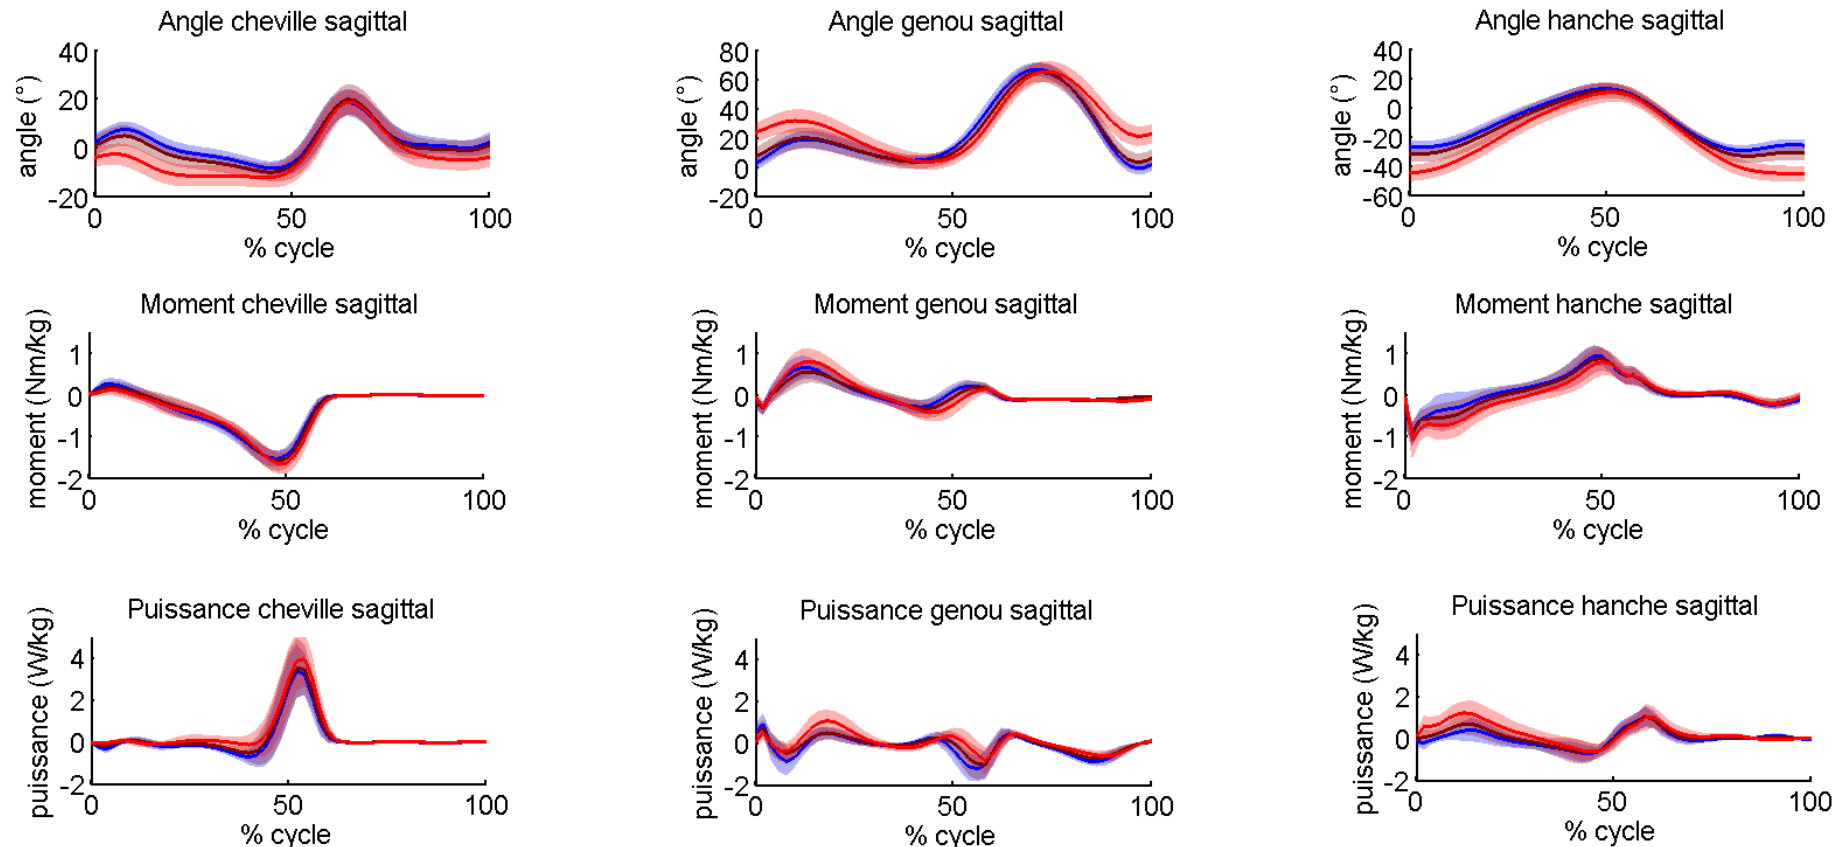 Angle cheville sagittal
angle (°)
40
20
0
-20
0
50
100
% cycle
Angle genou sagittal
angle (°)
80
60
40
20
0
-20
0
50
100
% cycle
Angle hanche sagittal
angle (°)
40
20
0
-20
-40
-60
0
50
100
% cycle
Moment cheville sagittal
moment (Nm/kg)
1
0
-1
-2
0
50
100
% cycle
Moment genou sagittal
moment (Nm/kg)
1
0
-1
-2
0
50
100
% cycle
Moment hanche sagittal
moment (Nm/kg)
1
0
-1
-2
0
50
100
% cycle
Puissance cheville sagittal
puissance (W/kg)
4
2
0
-2
0
50
100
% cycle
Puissance genou sagittal
puissance (W/kg)
4
2
0
-2
0
50
100
% cycle
Puissance hanche sagittal
puissance (W/kg)
4
2
0
-2
0
50
100
% cycle